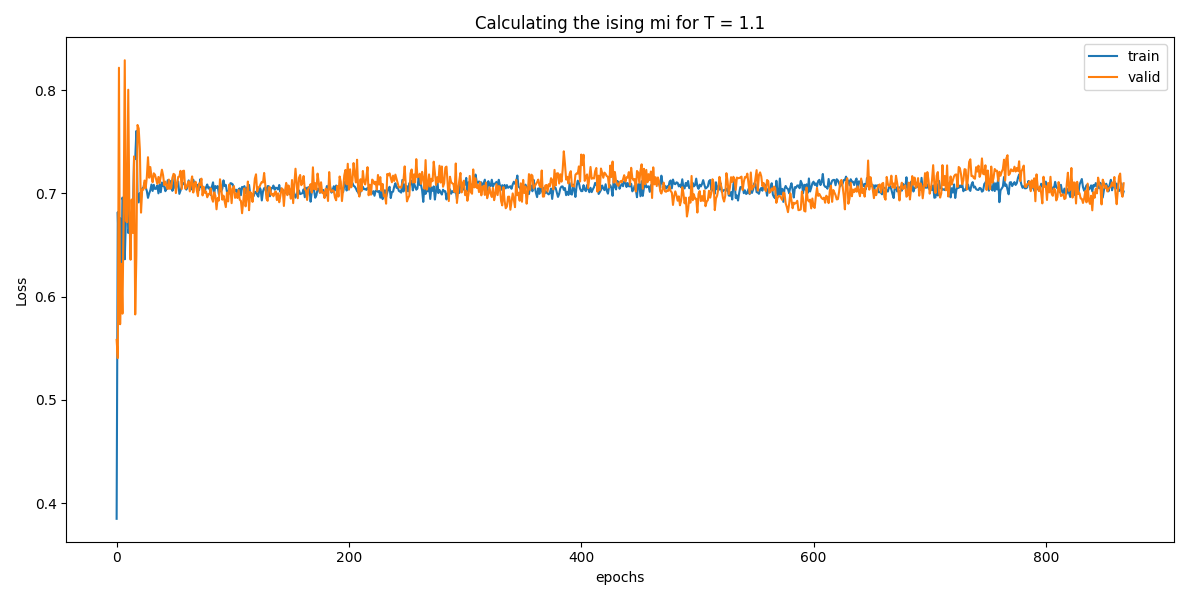 Calculating the ising mi for T = 1.1
train
valid
0.8
0.7
0.6
0.5
0.4
Loss
0
200
400
600
800
epochs